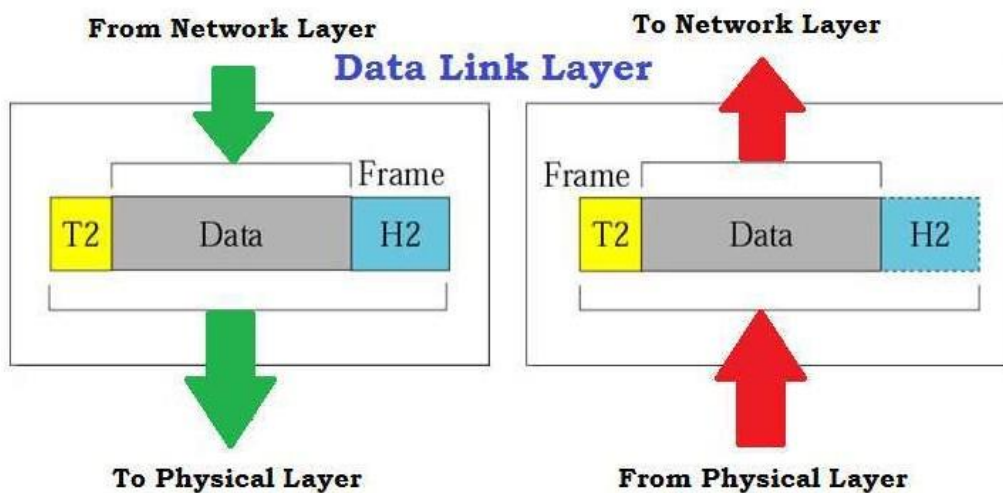 From Network Layer
To Network Layer
Data Link Layer
Frame
T2
Data
H2
Frame
T2
Data
H2
To Physical Layer
From Physical Layer